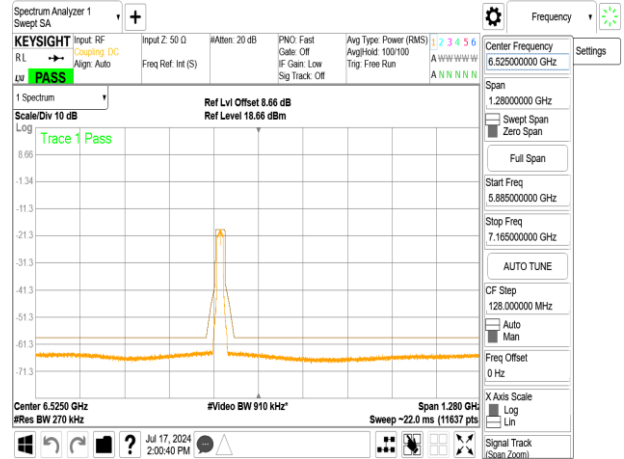 Spectrum Analyzer 1
Swept SA
+
Frequency
KEYSIGHT
RL
LW PASS
Input: RF
Coupling: DC
Align: Auto
Input Z: 50 Ω
Freq Ref: Int (S)
#Atten: 20 dB
PNO: Fast
Gate: Off
IF Gain: Low
Sig Track: Off
Avg Type: Power (RMS)
Avg|Hold: 100/100
Trig: Free Run
1 2 3 4 5 6
A W W W W W
A N N N N N
1 Spectrum
Scale/Div 10 dB
Ref Lvl Offset 8.66 dB
Ref Level 18.66 dBm
Log
Trace 1 Pass
8.66
-1.34
-11.3
-21.3
-31.3
-41.3
-51.3
-61.3
-71.3
Center 6.5250 GHz
#Res BW 270 kHz
#Video BW 910 kHz*
Span 1.280 GHz
Sweep ~22.0 ms (11637 pts)
Jul 17, 2024
2:00:40 PM
?
Center Frequency
6.525000000 GHz
Settings
Span
1.28000000 GHz
Swept Span
Zero Span
Full Span
Start Freq
5.885000000 GHz
Stop Freq
7.165000000 GHz
AUTO TUNE
CF Step
128.000000 MHz
Auto
Man
Freq Offset
0 Hz
X Axis Scale
Log
Lin
Signal Track
(Span Zoom)